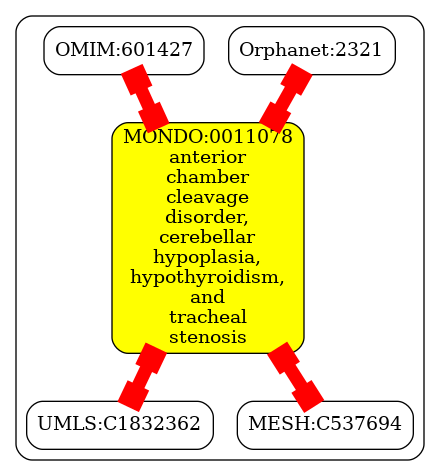 OMIM:601427
Orphanet:2321
MONDO:0011078
anterior
chamber
cleavage
disorder,
cerebellar
hypoplasia,
hypothyroidism,
and
tracheal
stenosis
UMLS:C1832362
MESH:C537694